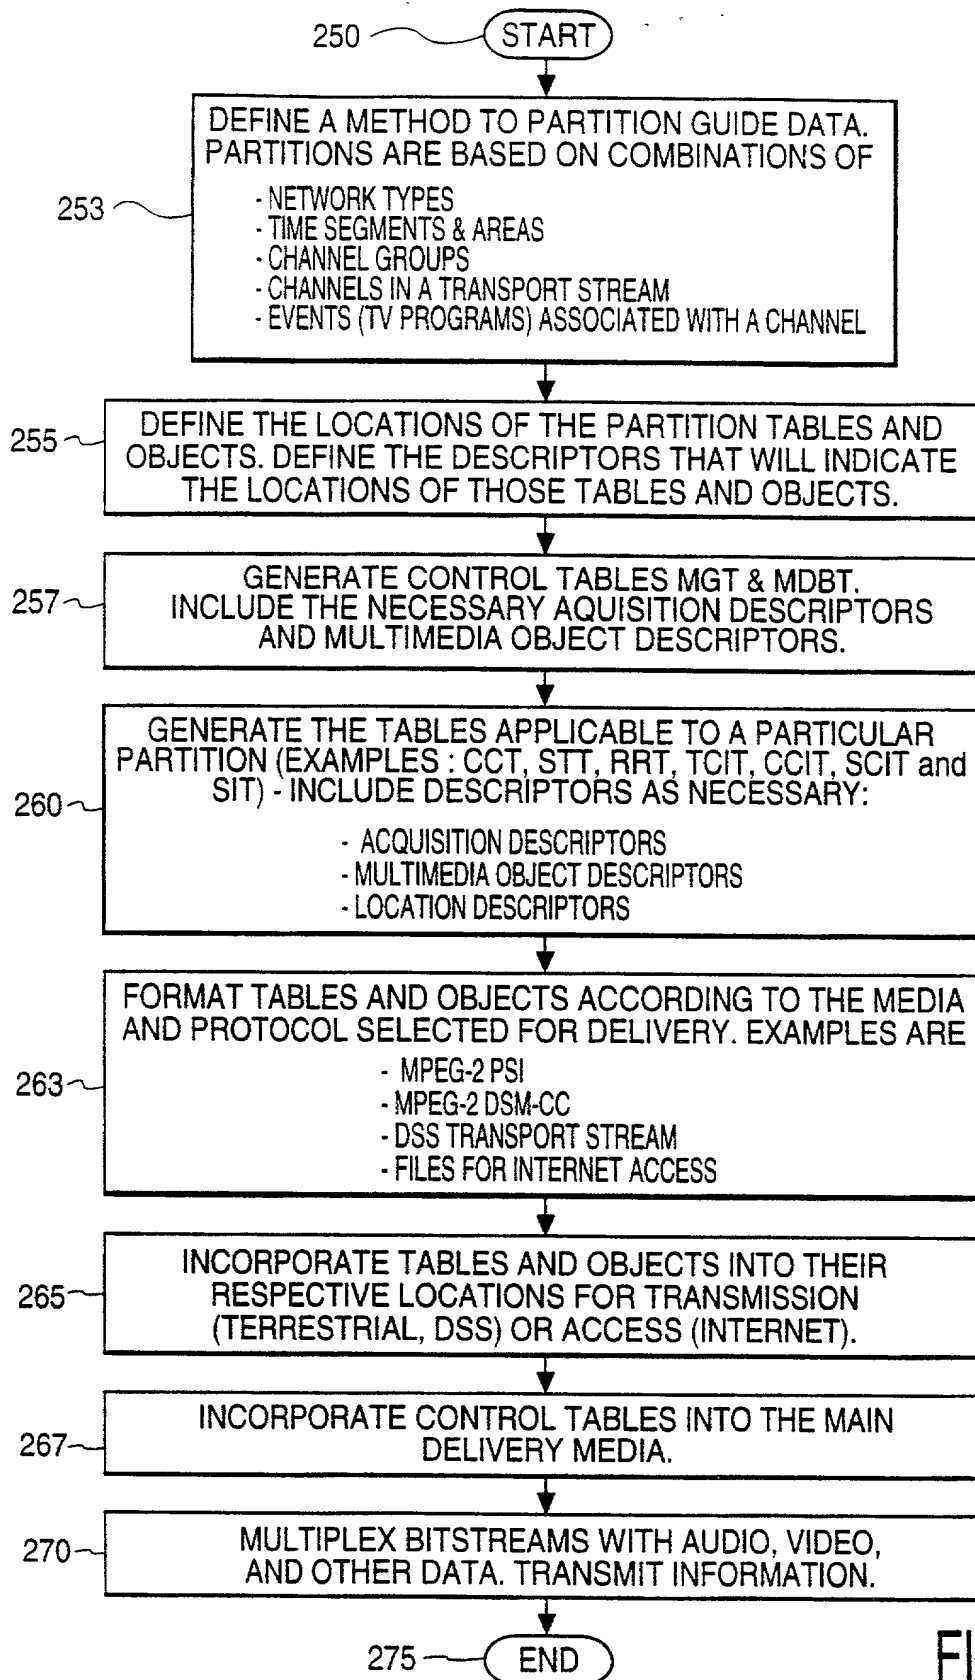 250
START
253
DEFINE A METHOD TO PARTITION GUIDE DATA.
PARTITIONS ARE BASED ON COMBINATIONS OF
- NETWORK TYPES
- TIME SEGMENTS & AREAS
- CHANNEL GROUPS
- CHANNELS IN A TRANSPORT STREAM
- EVENTS (TV PROGRAMS) ASSOCIATED WITH A CHANNEL
255
DEFINE THE LOCATIONS OF THE PARTITION TABLES AND
OBJECTS. DEFINE THE DESCRIPTORS THAT WILL INDICATE
THE LOCATIONS OF THOSE TABLES AND OBJECTS.
257
GENERATE CONTROL TABLES MGT & MDBT.
INCLUDE THE NECESSARY AQUISITION DESCRIPTORS
AND MULTIMEDIA OBJECT DESCRIPTORS.
260
GENERATE THE TABLES APPLICABLE TO A PARTICULAR
PARTITION (EXAMPLES : CCT, STT, RRT, TCIT, CCIT, SCIT and
SIT) - INCLUDE DESCRIPTORS AS NECESSARY:
- ACQUISITION DESCRIPTORS
- MULTIMEDIA OBJECT DESCRIPTORS
- LOCATION DESCRIPTORS
263
FORMAT TABLES AND OBJECTS ACCORDING TO THE MEDIA
AND PROTOCOL SELECTED FOR DELIVERY. EXAMPLES ARE
- MPEG-2 PSI
- MPEG-2 DSM-CC
- DSS TRANSPORT STREAM
- FILES FOR INTERNET ACCESS
265
INCORPORATE TABLES AND OBJECTS INTO THEIR
RESPECTIVE LOCATIONS FOR TRANSMISSION
(TERRESTRIAL, DSS) OR ACCESS (INTERNET).
267
INCORPORATE CONTROL TABLES INTO THE MAIN
DELIVERY MEDIA.
270
MULTIPLEX BITSTREAMS WITH AUDIO, VIDEO,
AND OTHER DATA. TRANSMIT INFORMATION.
275
END